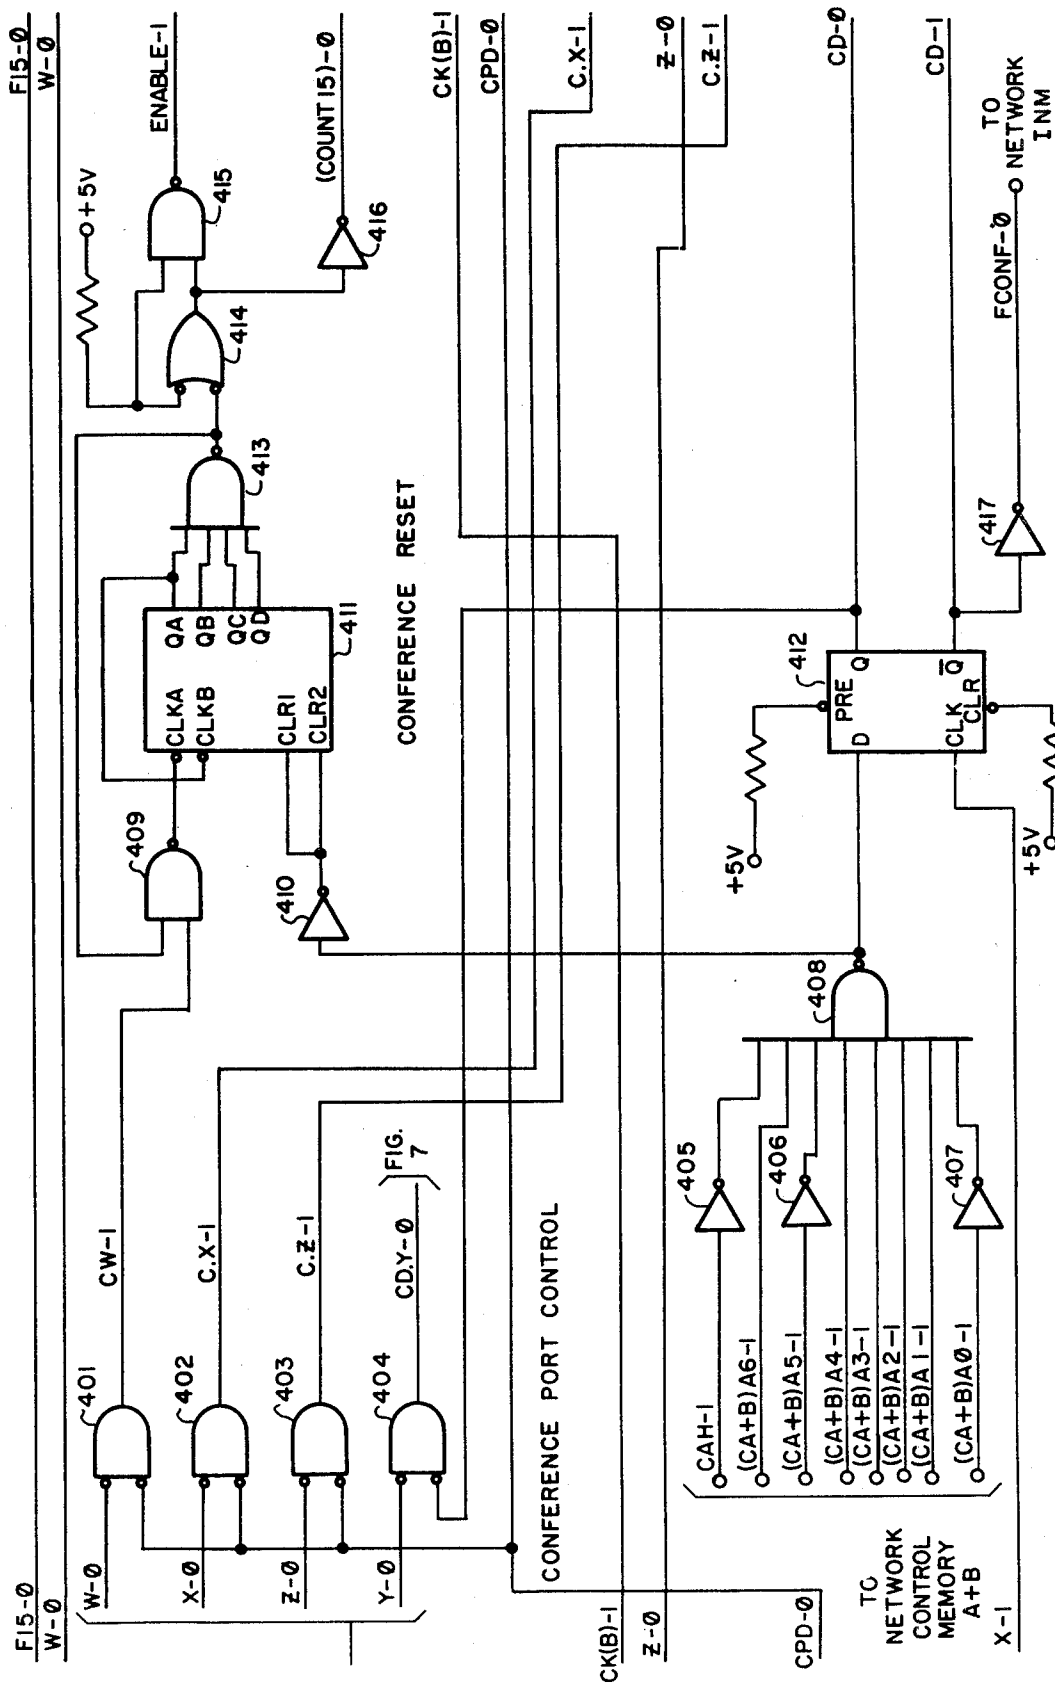 F15-0
W-0
F15-0
W-0
W-0
X-0
Z-0
Y-0
401
402
403
404
CW-1
C.X-1
C.Z-1
CD.Y-0
FIG.
7
CONFERENCE PORT CONTROL
409
410
CLKA
CLKB
CLR1
CLR2
QA
QB
QC
QD
411
413
414
415
416
+5V
ENABLE-1
(COUNT15)-0
CONFERENCE RESET
CK(B)-1
CPD-0
C.X-1
Z-0
C.Z-1
CK(B)-1
Z-0
CPD-0
TO
NETWORK
CONTROL
MEMORY
A+B
X-1
CAH-1
(CA+B)A6-1
(CA+B)A5-1
(CA+B)A4-1
(CA+B)A3-1
(CA+B)A2-1
(CA+B)A1-1
(CA+B)A0-1
405
406
407
408
+5V
+5V
412
PRE
D
Q
CLK
Q
CLR
417
CD-0
CD-1
FCONF-0
TO
NETWORK
INM